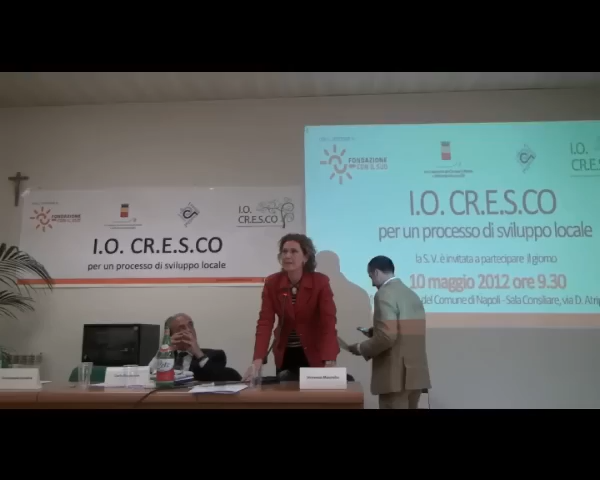 FONDAZIONE
CON IL SUD
I.O.
CR.E.S.CO
I.O. CR.E.S.CO
per un processo di sviluppo locale
FONDAZIONE
CON IL SUD
I.O.
CR.E.S.CO
I.O. CR.E.S.CO
per un processo di sviluppo locale
la S.V. è invitata a partecipare il giorno
10 maggio 2012 ore 9.30
del Comune di Napoli - Sala Consiliare, via D. Atri